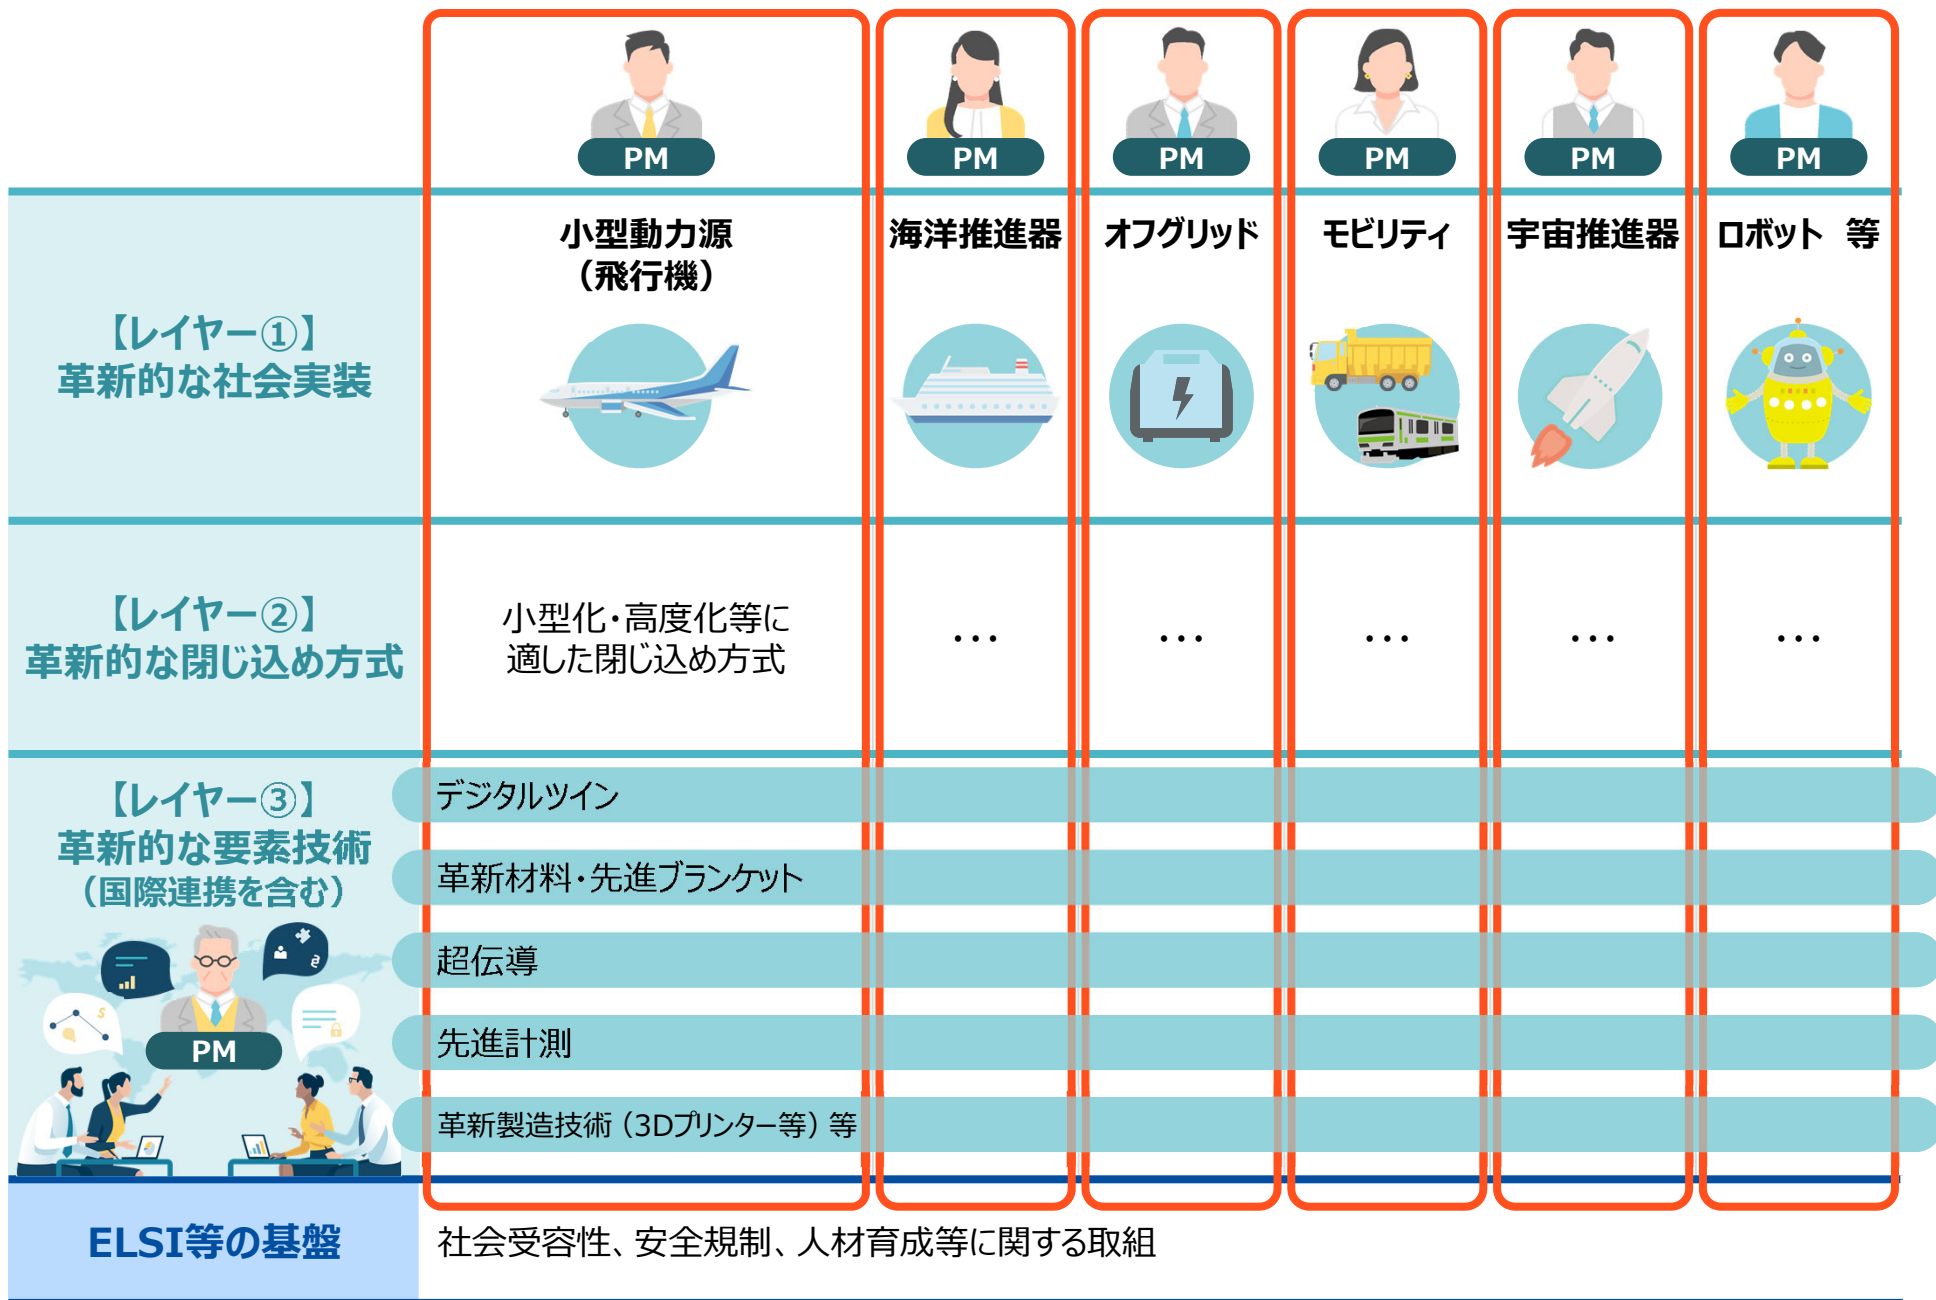 PM
PM
PM
PM
PM
PM
【レイヤー①】
革新的な社会実装
小型動力源
（飛行機）
海洋推進器
オフグリッド
モビリティ
宇宙推進器
ロボット 等
【レイヤー②】
革新的な閉じ込め方式
小型化・高度化等に
適した閉じ込め方式
…
…
…
…
…
【レイヤー③】
革新的な要素技術
（国際連携を含む）
PM
デジタルツイン
革新材料・先進ブランケット
超伝導
先進計測
革新製造技術（3Dプリンター等）等
ELSI等の基盤
社会受容性、安全規制、人材育成等に関する取組